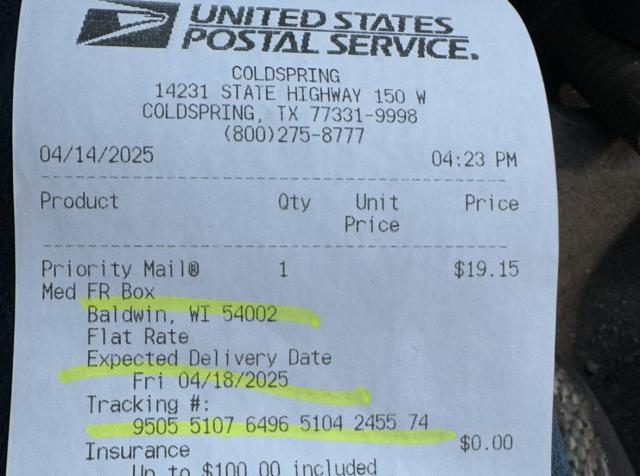 UNITED STATES
POSTAL SERVICE.
COLDSPRING
14231 STATE HIGHWAY 150 W
COLDSPRING, TX 77331-9998
(800)275-8777
04/14/2025 04:23 PM
Product Qty Unit Price
Price
Priority Mail® 1 $19.15
Med FR Box
Baldwin, WI 54002
Flat Rate
Expected Delivery Date
Fri 04/18/2025
Tracking #:
9505 5107 6496 5104 2455 74
Insurance $0.00
Up to $100.00 included